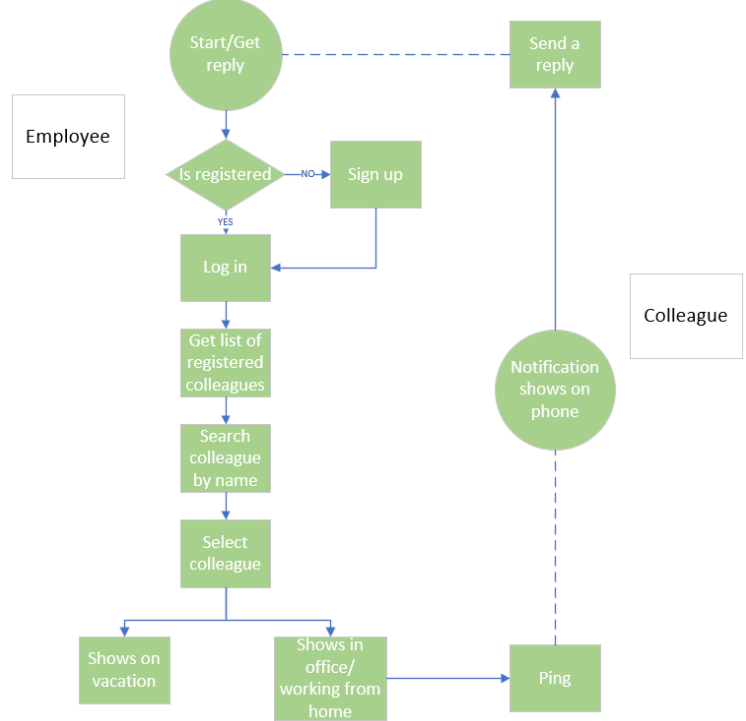 Start/Get
reply
Send a
reply
Employee
Is registered
NO
Sign up
YES
Log in
Colleague
Get list of
registered
colleagues
Notification
shows on
phone
Search
colleague
by name
Select
colleague
Shows on
vacation
Shows in
office/
working from
home
Ping